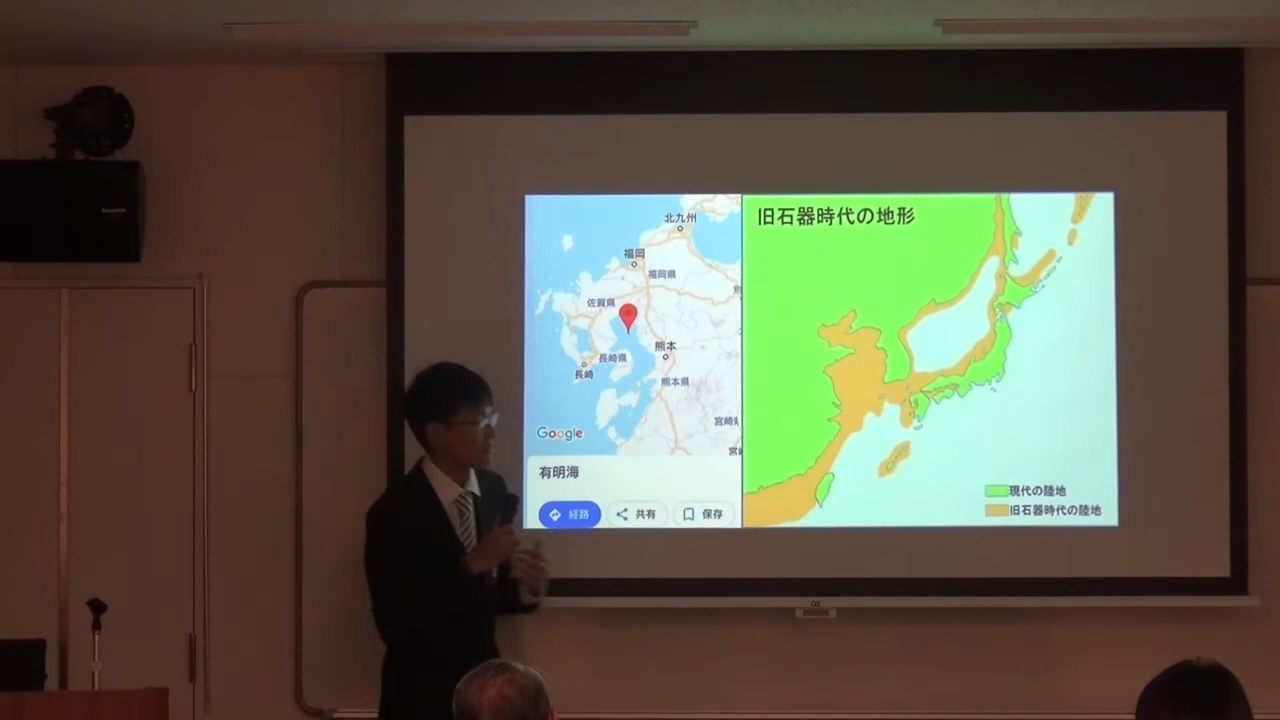 北九州
福岡
福岡県
佐賀県
熊本
長崎県
長崎
熊本県
宮崎
Google
有明海
経路
共有
保存
旧石器時代の地形
現代の陸地
旧石器時代の陸地
OS